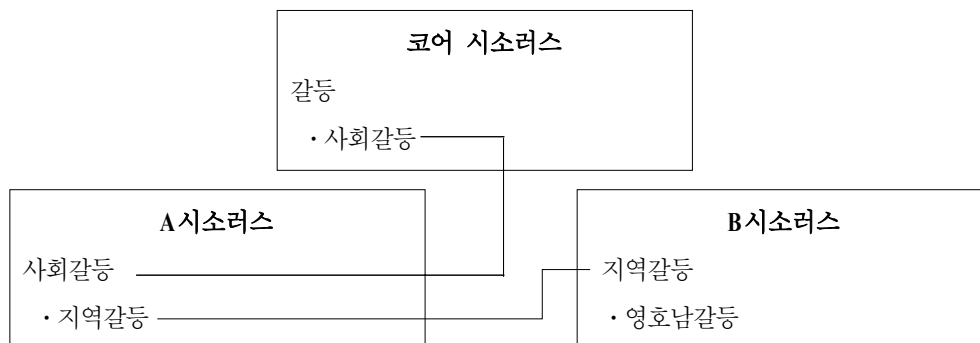 코어 시소러스
갈등
· 사회갈등
A시소러스
사회갈등
· 지역갈등
B시소러스
지역갈등
· 영호남갈등